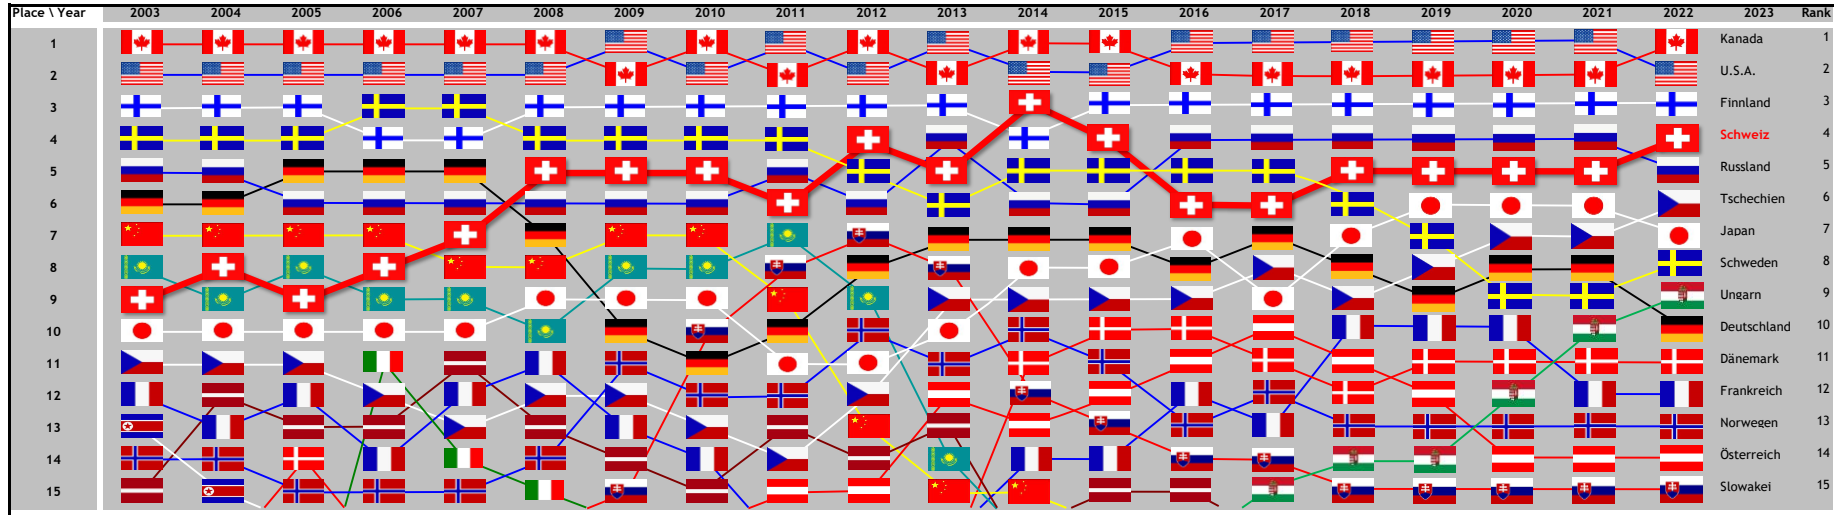 Place \ Year 2003 2004 2005 2006 2007 2008 2009 2010 2011 2012 2013 2014 2015 2016 2017 2018 2019 2020 2021 2022 2023 Rank
1 Kanada 1
2 U.S.A. 2
3 Finnland 3
4 Schweiz 4
5 Russland 5
6 Tschechien 6
7 Japan 7
8 Schweden 8
9 Ungarn 9
10 Deutschland 10
11 Dänemark 11
12 Frankreich 12
13 Norwegen 13
14 Österreich 14
15 Slowakei 15